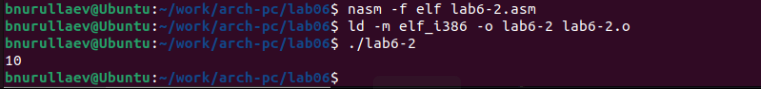 bnurullaev@Ubuntu:~/work/arch-pc/lab06$ nasm -f elf lab6-2.asm
bnurullaev@Ubuntu:~/work/arch-pc/lab06$ ld -m elf_i386 -o lab6-2 lab6-2.o
bnurullaev@Ubuntu:~/work/arch-pc/lab06$ ./lab6-2
10
bnurullaev@Ubuntu:~/work/arch-pc/lab06$